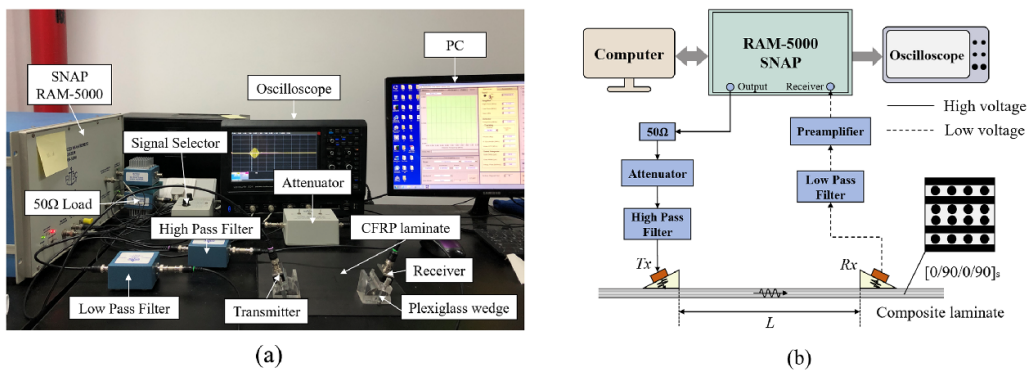 PC
SNAP
RAM-5000
Oscilloscope
Signal Selector
Attenuator
50Ω Load
High Pass Filter
CFRP laminate
Receiver
Low Pass Filter
Transmitter
Plexiglass wedge
(a)
Computer
RAM-5000
SNAP
Oscilloscope
Output
Receiver
High voltage
Low voltage
50Ω
Preamplifier
Attenuator
Low Pass
Filter
High Pass
Filter
Tx
Rx
[0/90/0/90]s
Composite laminate
L
(b)